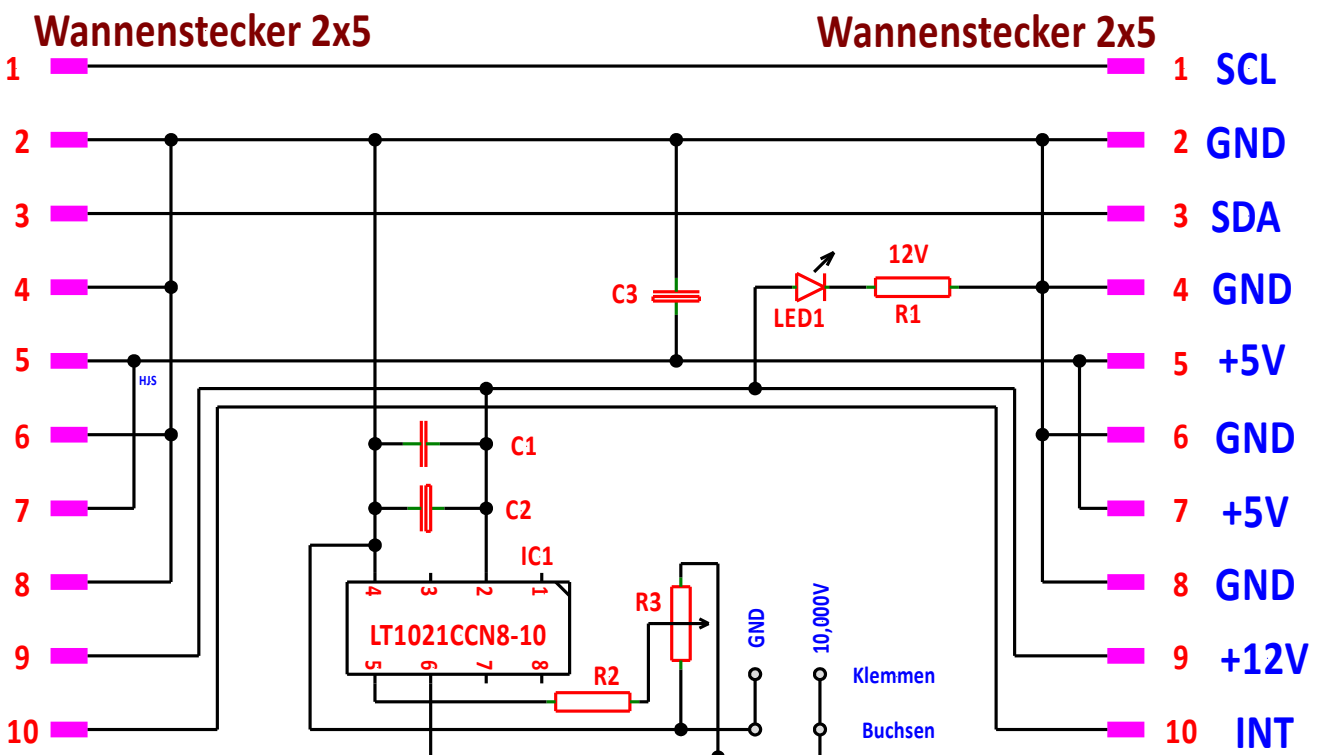 Wannenstecker 2x5 Wannenstecker 2x5
1 1 SCL
2 2 GND
3 3 SDA
12V
4 C3 4 GND
LED1 R1
5 5 +5V
HJS
6 C1 6 GND
7 C2 7 +5V
IC1
8 4 3 2 1 8 GND
R3 GND 10,000V
LT1021CCN8-10
9 5 6 7 8 9 +12V
R2 Klemmen
10 Buchsen 10 INT